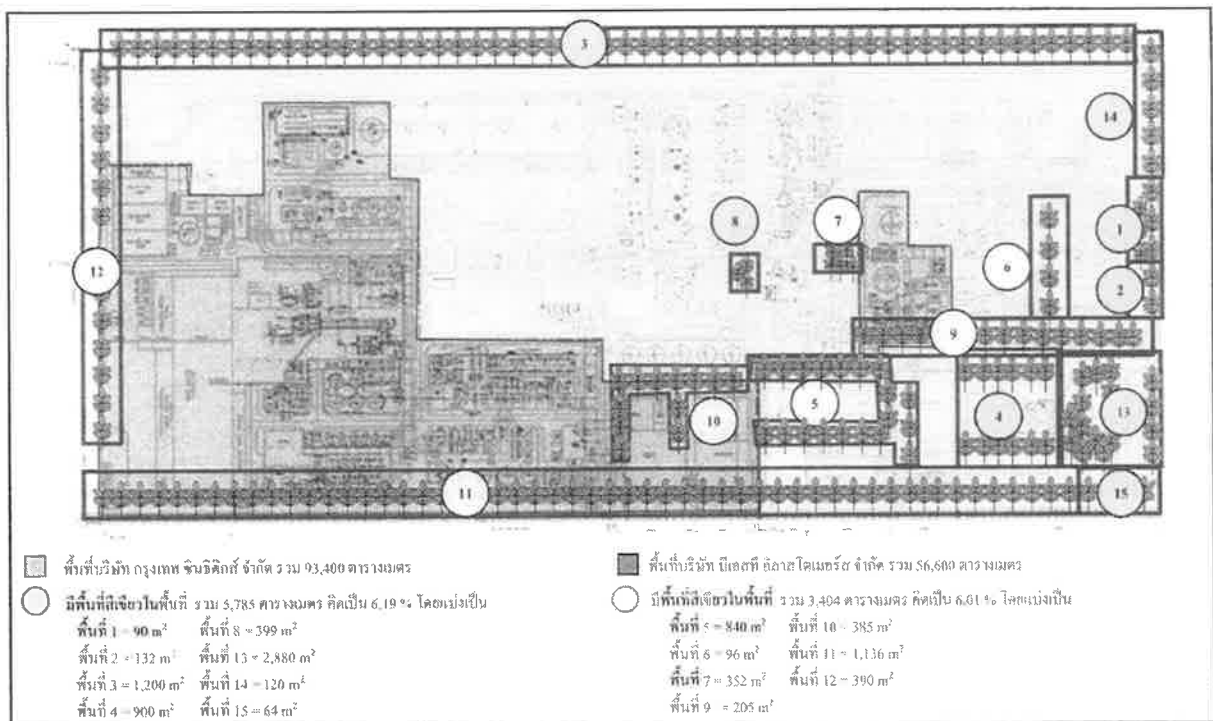 3
14
8
7
1
12
6
2
9
5
4
13
10
11
15
พื้นที่บริษัท กรุงเทพ ซินธิติกส์ จำกัด รวม 93,400 ตารางเมตร
มีพื้นที่สีเขียวในพื้นที่ รวม 5,785 ตารางเมตร คิดเป็น 6.19 % โดยแบ่งเป็น
พื้นที่ 1 = 90 m² พื้นที่ 8 = 399 m²
พื้นที่ 2 = 132 m² พื้นที่ 13 = 2,880 m²
พื้นที่ 3 = 1,200 m² พื้นที่ 14 = 120 m²
พื้นที่ 4 = 900 m² พื้นที่ 15 = 64 m²
พื้นที่บริษัท บีเอสที อิลาสโตเมอร์ส จำกัด รวม 56,600 ตารางเมตร
มีพื้นที่สีเขียวในพื้นที่ รวม 3,404 ตารางเมตร คิดเป็น 6.01 % โดยแบ่งเป็น
พื้นที่ 5 = 840 m² พื้นที่ 10 = 385 m²
พื้นที่ 6 = 96 m² พื้นที่ 11 = 1,136 m²
พื้นที่ 7 = 352 m² พื้นที่ 12 = 390 m²
พื้นที่ 9 = 205 m²